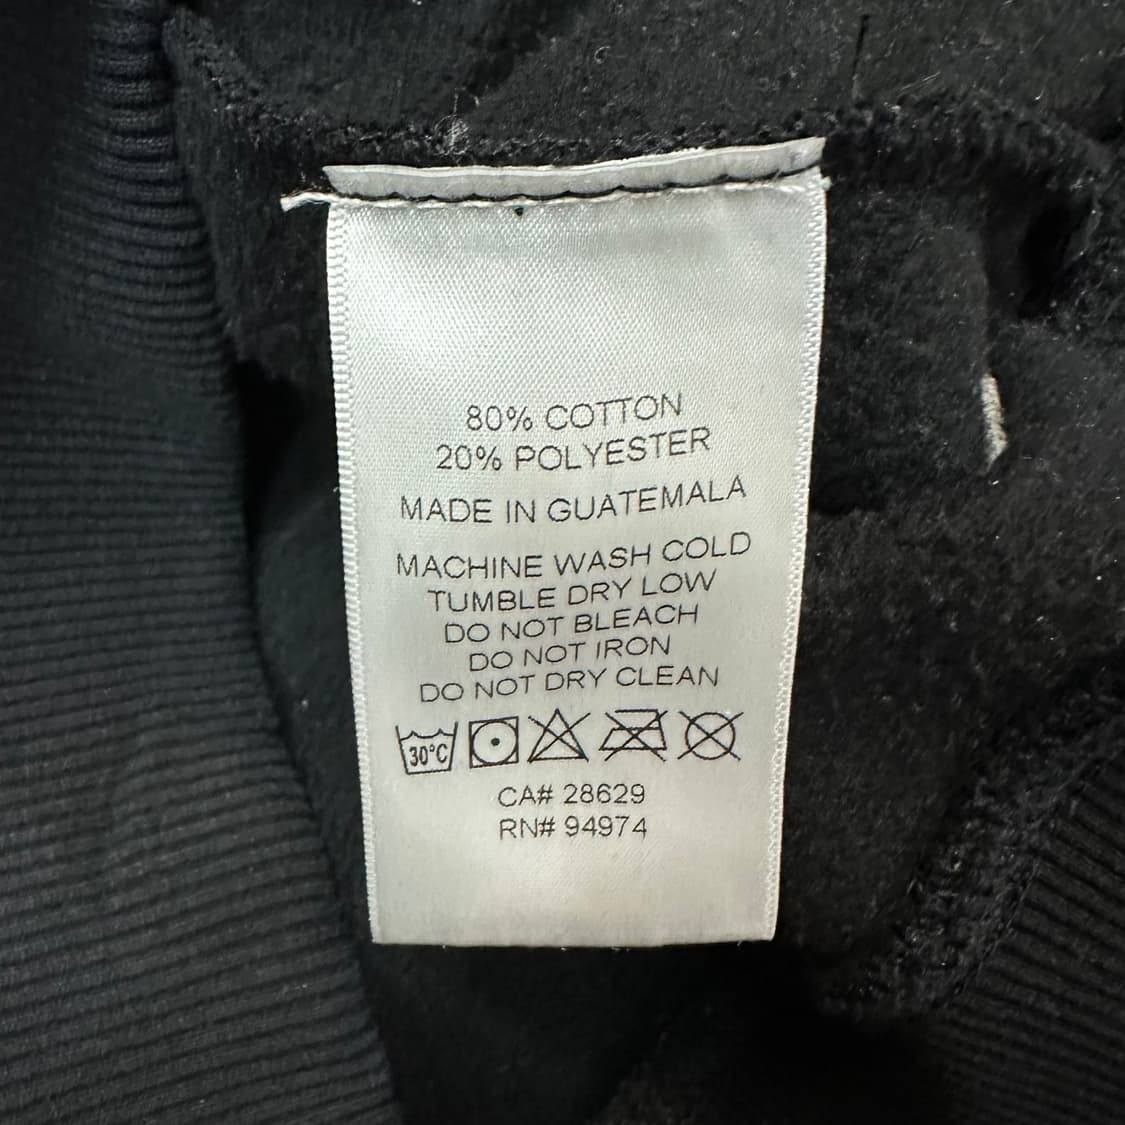 80% COTTON
20% POLYESTER
MADE IN GUATEMALA
MACHINE WASH COLD
TUMBLE DRY LOW
DO NOT BLEACH
DO NOT IRON
DO NOT DRY CLEAN
30°C
CA# 28629
RN# 94974